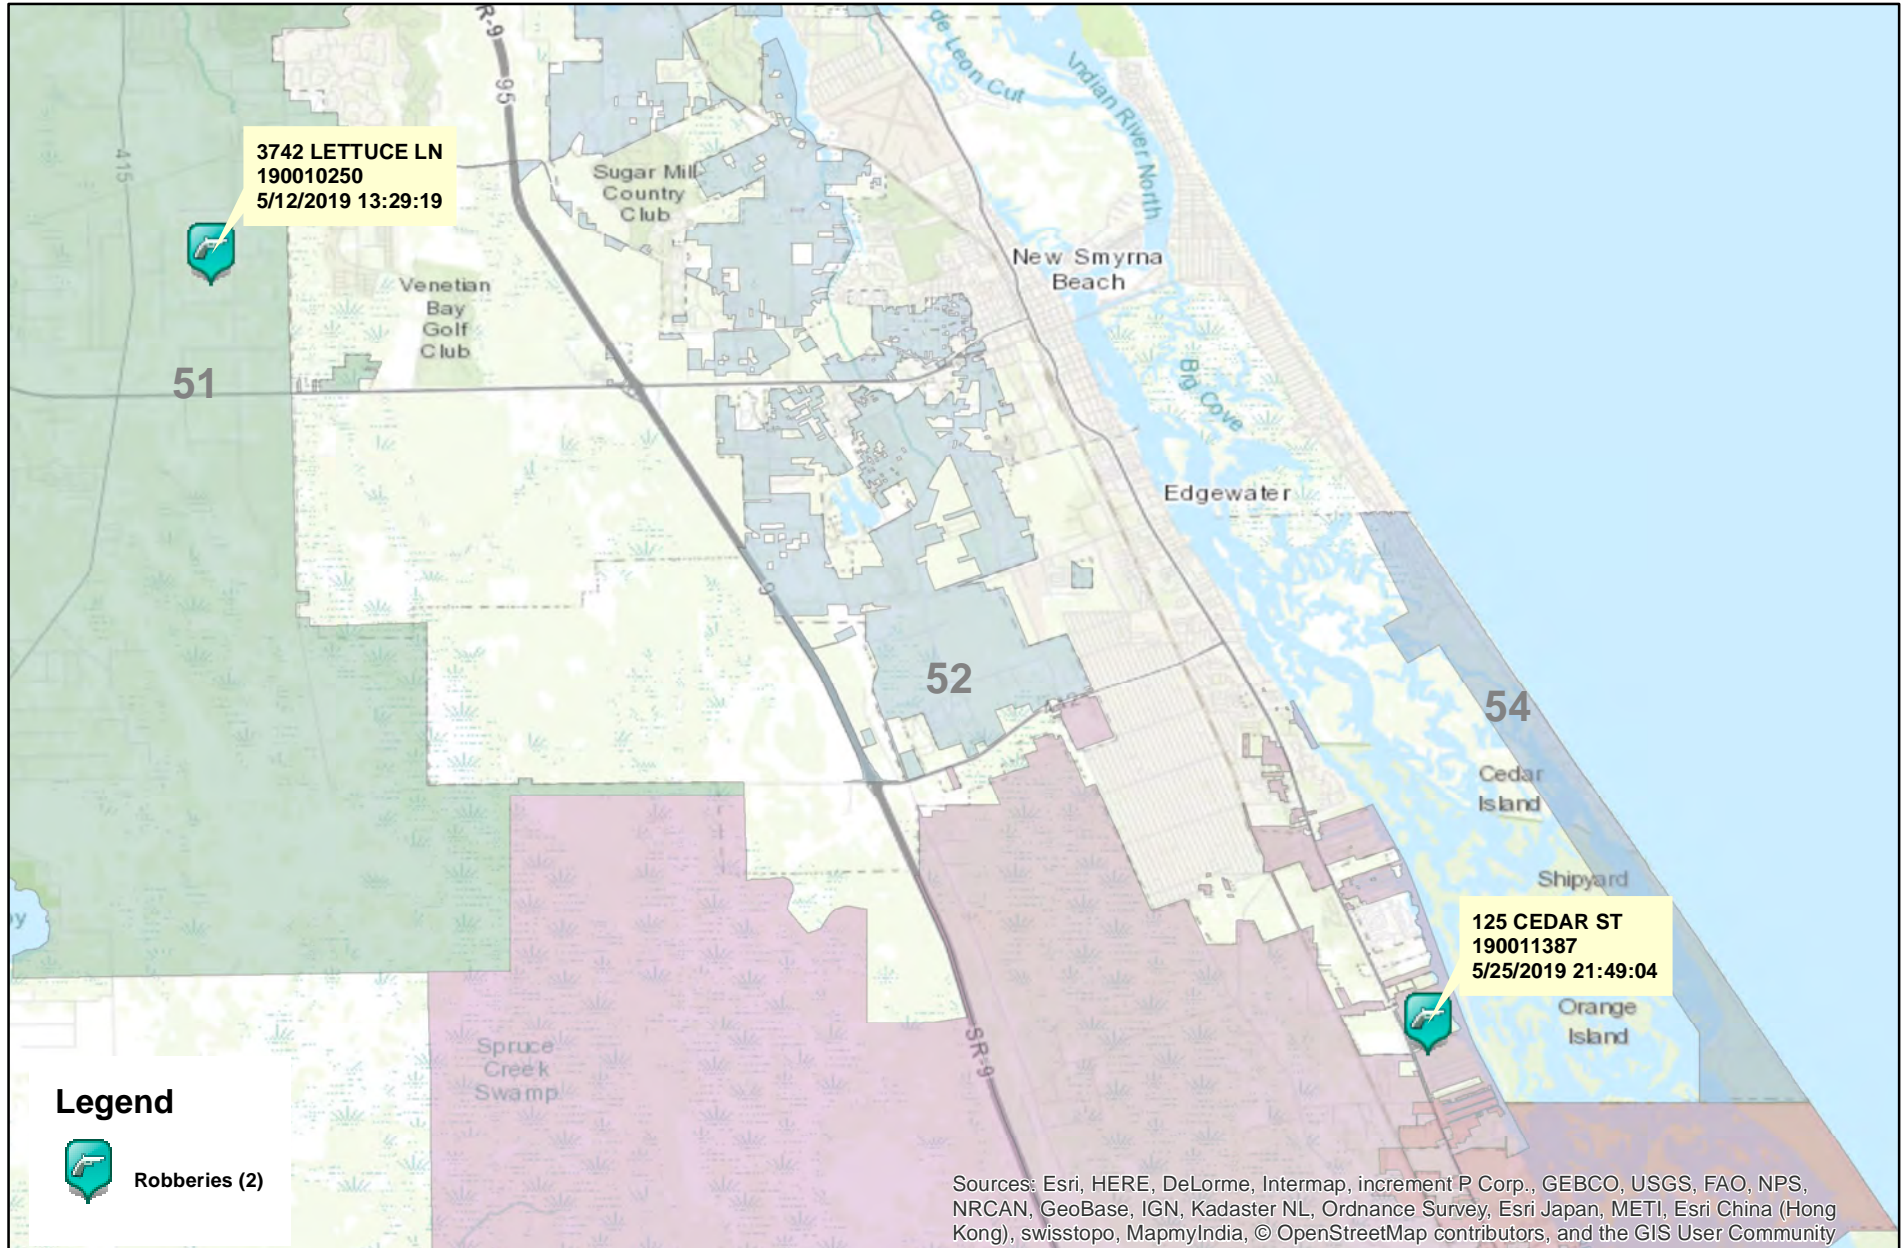 R-9
95
415
de Leon Cut
Indian River North
3742 LETTUCE LN
190010250
5/12/2019 13:29:19
Sugar Mill
Country
Club
New Smyrna
Beach
Venetian
Bay
Golf
Club
51
Big Cove
Edgewater
9
52
54
Cedar
Island
Shipyard
125 CEDAR ST
190011387
5/25/2019 21:49:04
Orange
Island
Spruce
Creek
Swamp
SR-9
Legend
Robberies (2)
Sources: Esri, HERE, DeLorme, Intermap, increment P Corp., GEBCO, USGS, FAO, NPS,
NRCAN, GeoBase, IGN, Kadaster NL, Ordnance Survey, Esri Japan, METI, Esri China (Hong
Kong), swisstopo, MapmyIndia, © OpenStreetMap contributors, and the GIS User Community